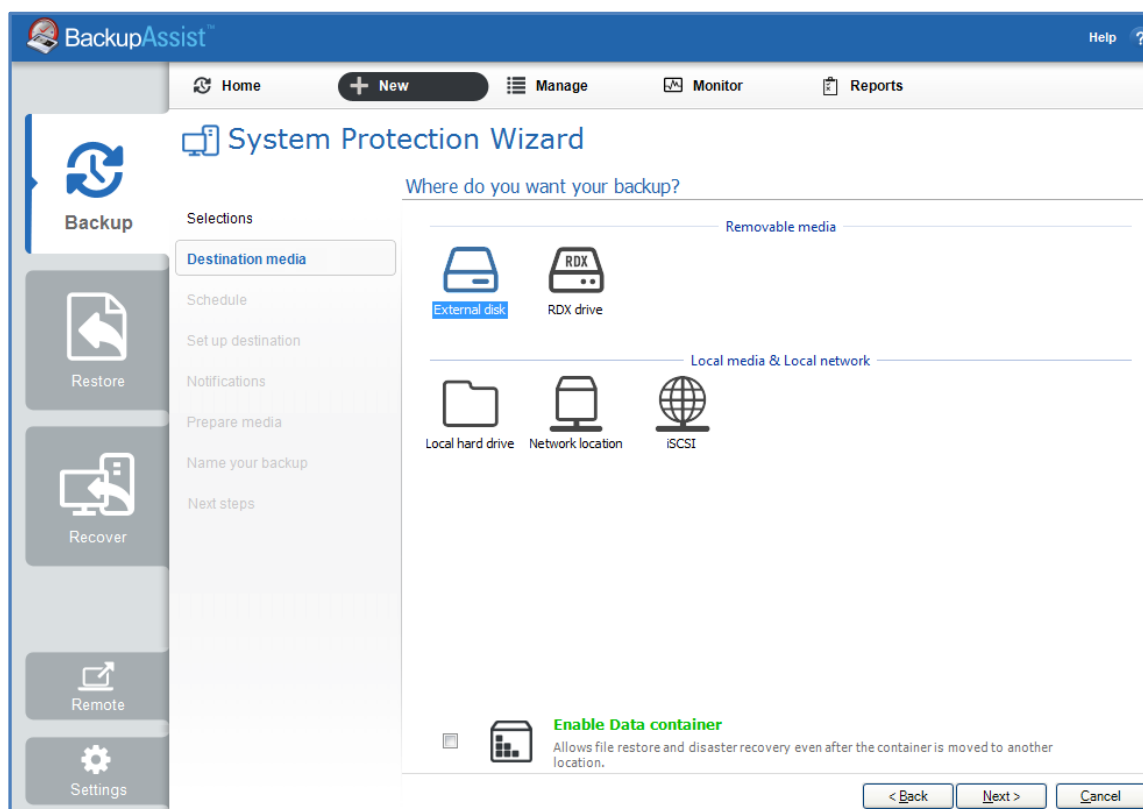 BackupAssist™
Help ?
Home
New
Manage
Monitor
Reports
Backup
Restore
Recover
Remote
Settings
System Protection Wizard
Selections
Destination media
Schedule
Set up destination
Notifications
Prepare media
Name your backup
Next steps
Where do you want your backup?
Removable media
RDX
External disk
RDX drive
Local media & Local network
Local hard drive
Network location
iSCSI
Enable Data container
Allows file restore and disaster recovery even after the container is moved to another
location.
< Back
Next >
Cancel